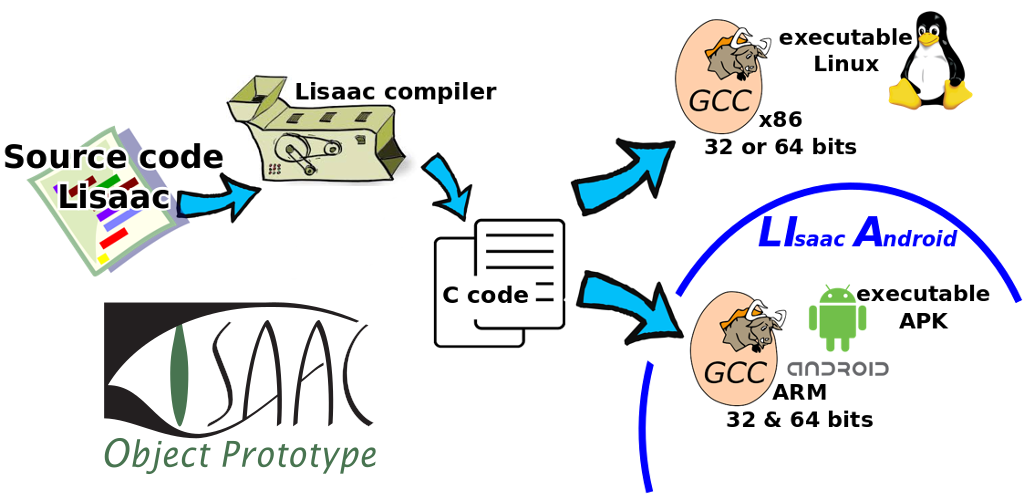 Source code
Lisaac
Lisaac compiler
C code
GCC
executable
Linux
x86
32 or 64 bits
LIsaac Android
GCC
executable
APK
ANDROID
ARM
32 & 64 bits
ISAAC
Object Prototype